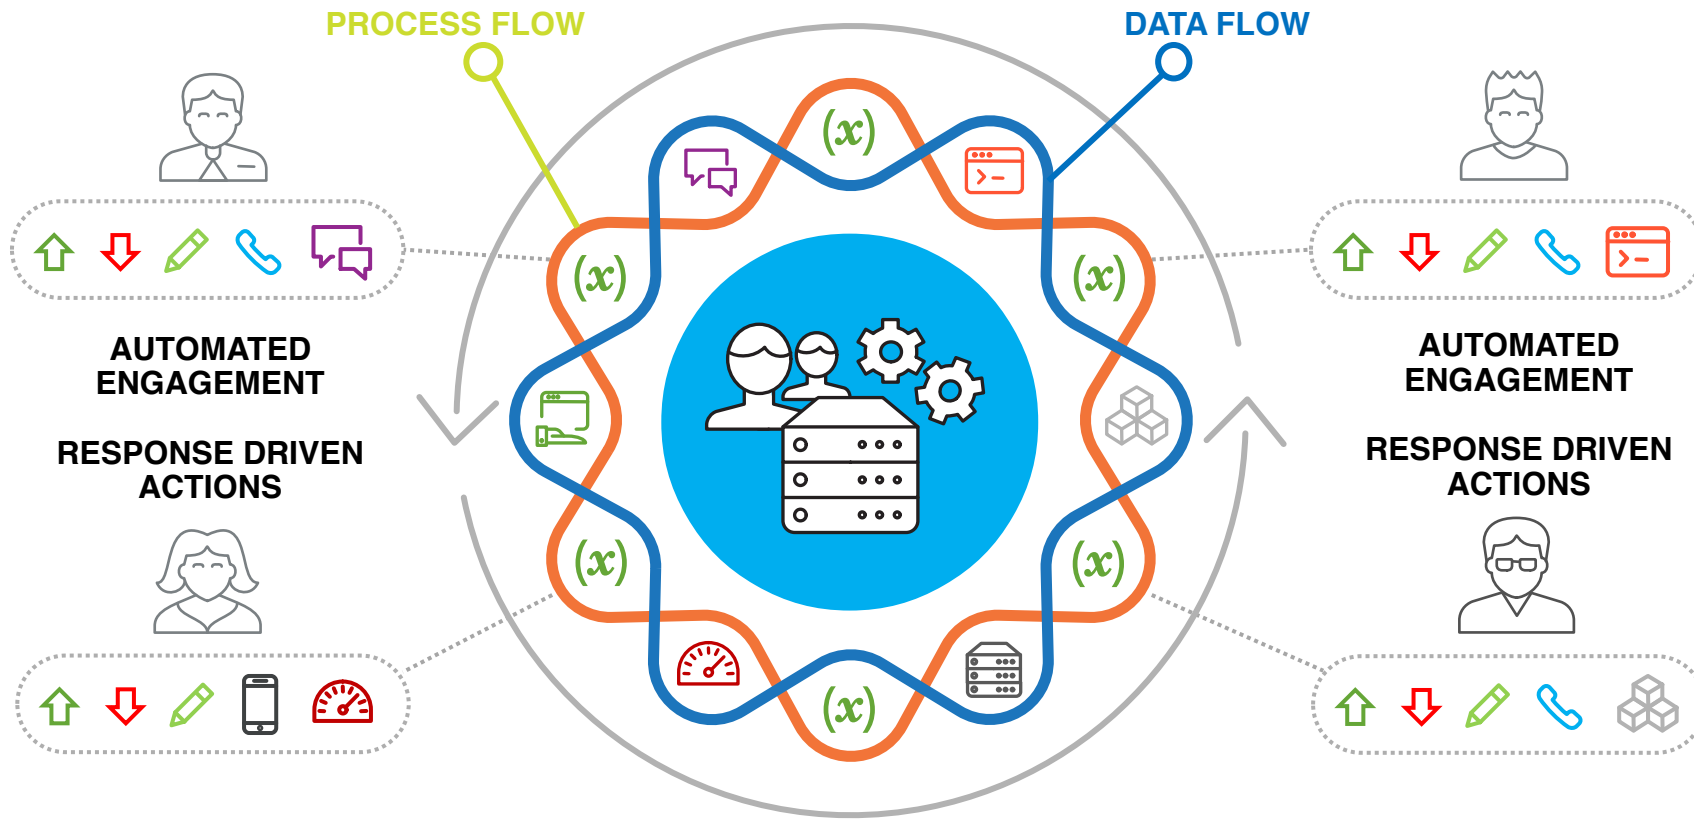 PROCESS FLOW
DATA FLOW
(x)
(x)
(x)
AUTOMATED
ENGAGEMENT
AUTOMATED
ENGAGEMENT
RESPONSE DRIVEN
ACTIONS
RESPONSE DRIVEN
ACTIONS
(x)
(x)
(x)